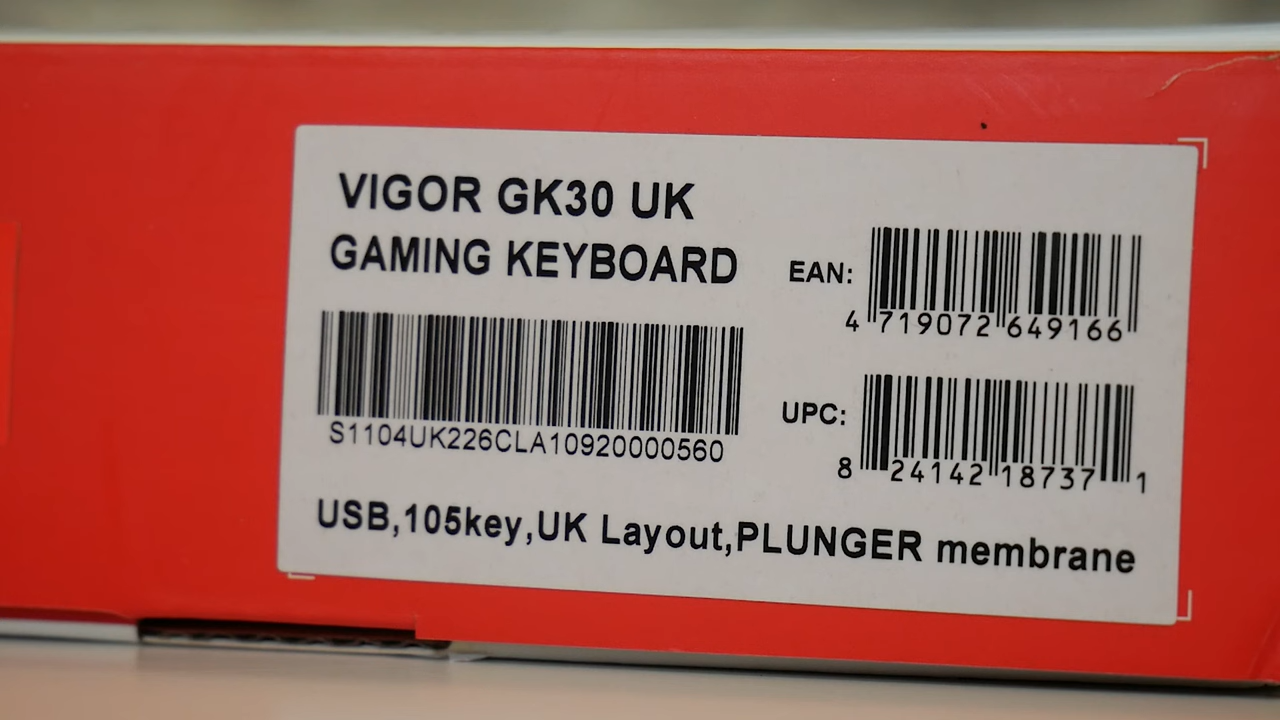 VIGOR GK30 UK
GAMING KEYBOARD
S1104UK226CLA10920000560
EAN:
4 719072 649166
UPC:
8 24142 18737 1
USB,105key,UK Layout,PLUNGER membrane